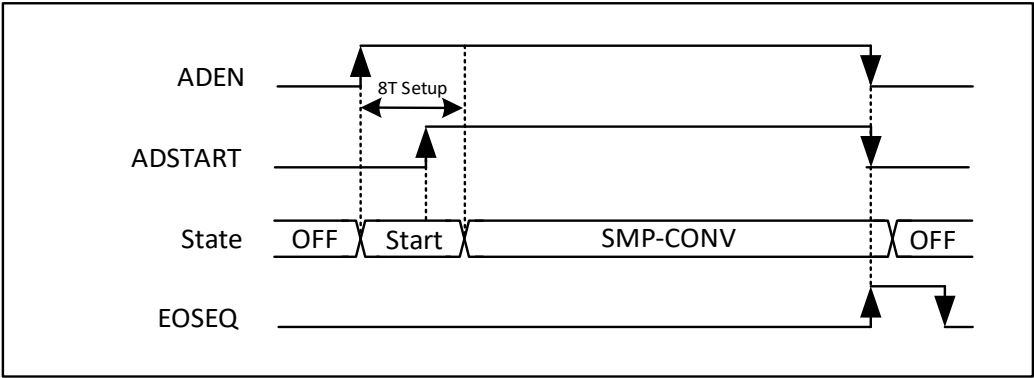 ADEN
8T Setup
ADSTART
State OFF Start SMP-CONV OFF
EOSEQ